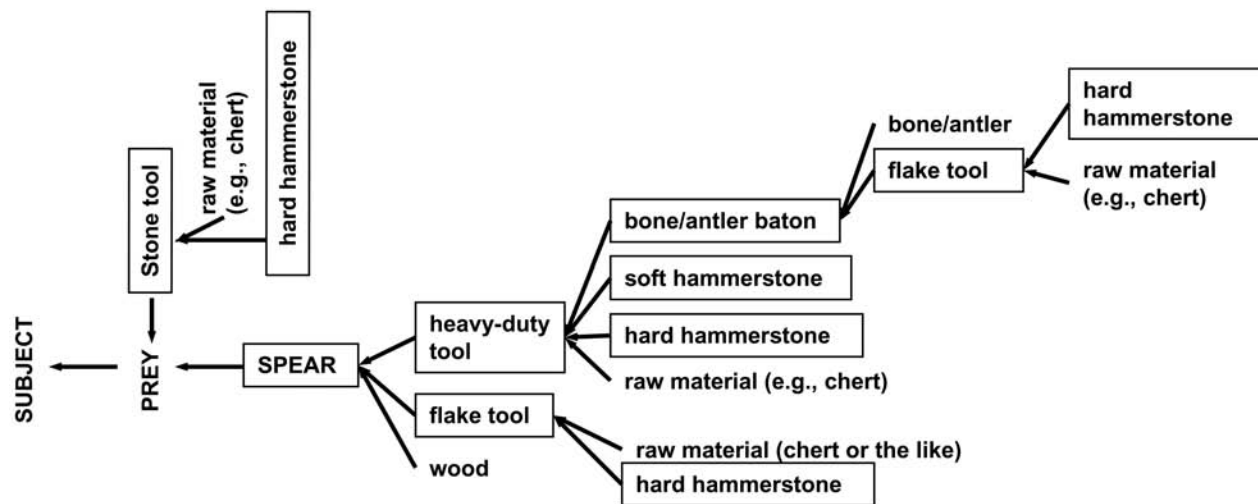 raw material
(e.g., chert)
hard hammerstone
Stone tool
SUBJECT
PREY
SPEAR
heavy-duty
tool
flake tool
wood
bone/antler baton
soft hammerstone
hard hammerstone
raw material (e.g., chert)
raw material (chert or the like)
hard hammerstone
bone/antler
flake tool
hard
hammerstone
raw material
(e.g., chert)